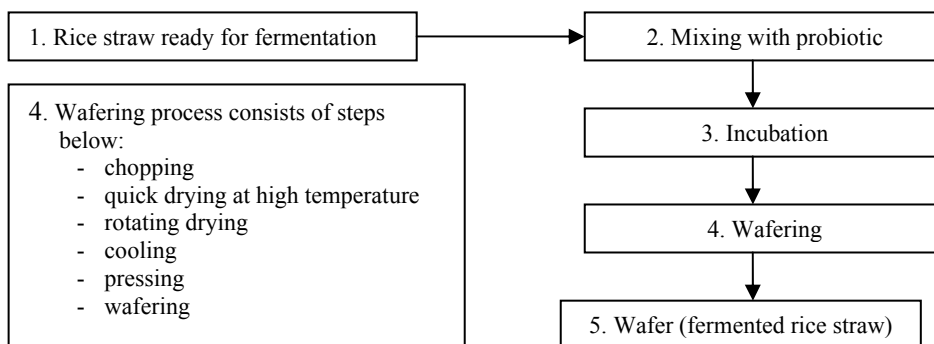 1. Rice straw ready for fermentation
2. Mixing with probiotic
3. Incubation
4. Wafering
5. Wafer (fermented rice straw)
4. Wafering process consists of steps
below:
- chopping
- quick drying at high temperature
- rotating drying
- cooling
- pressing
- wafering